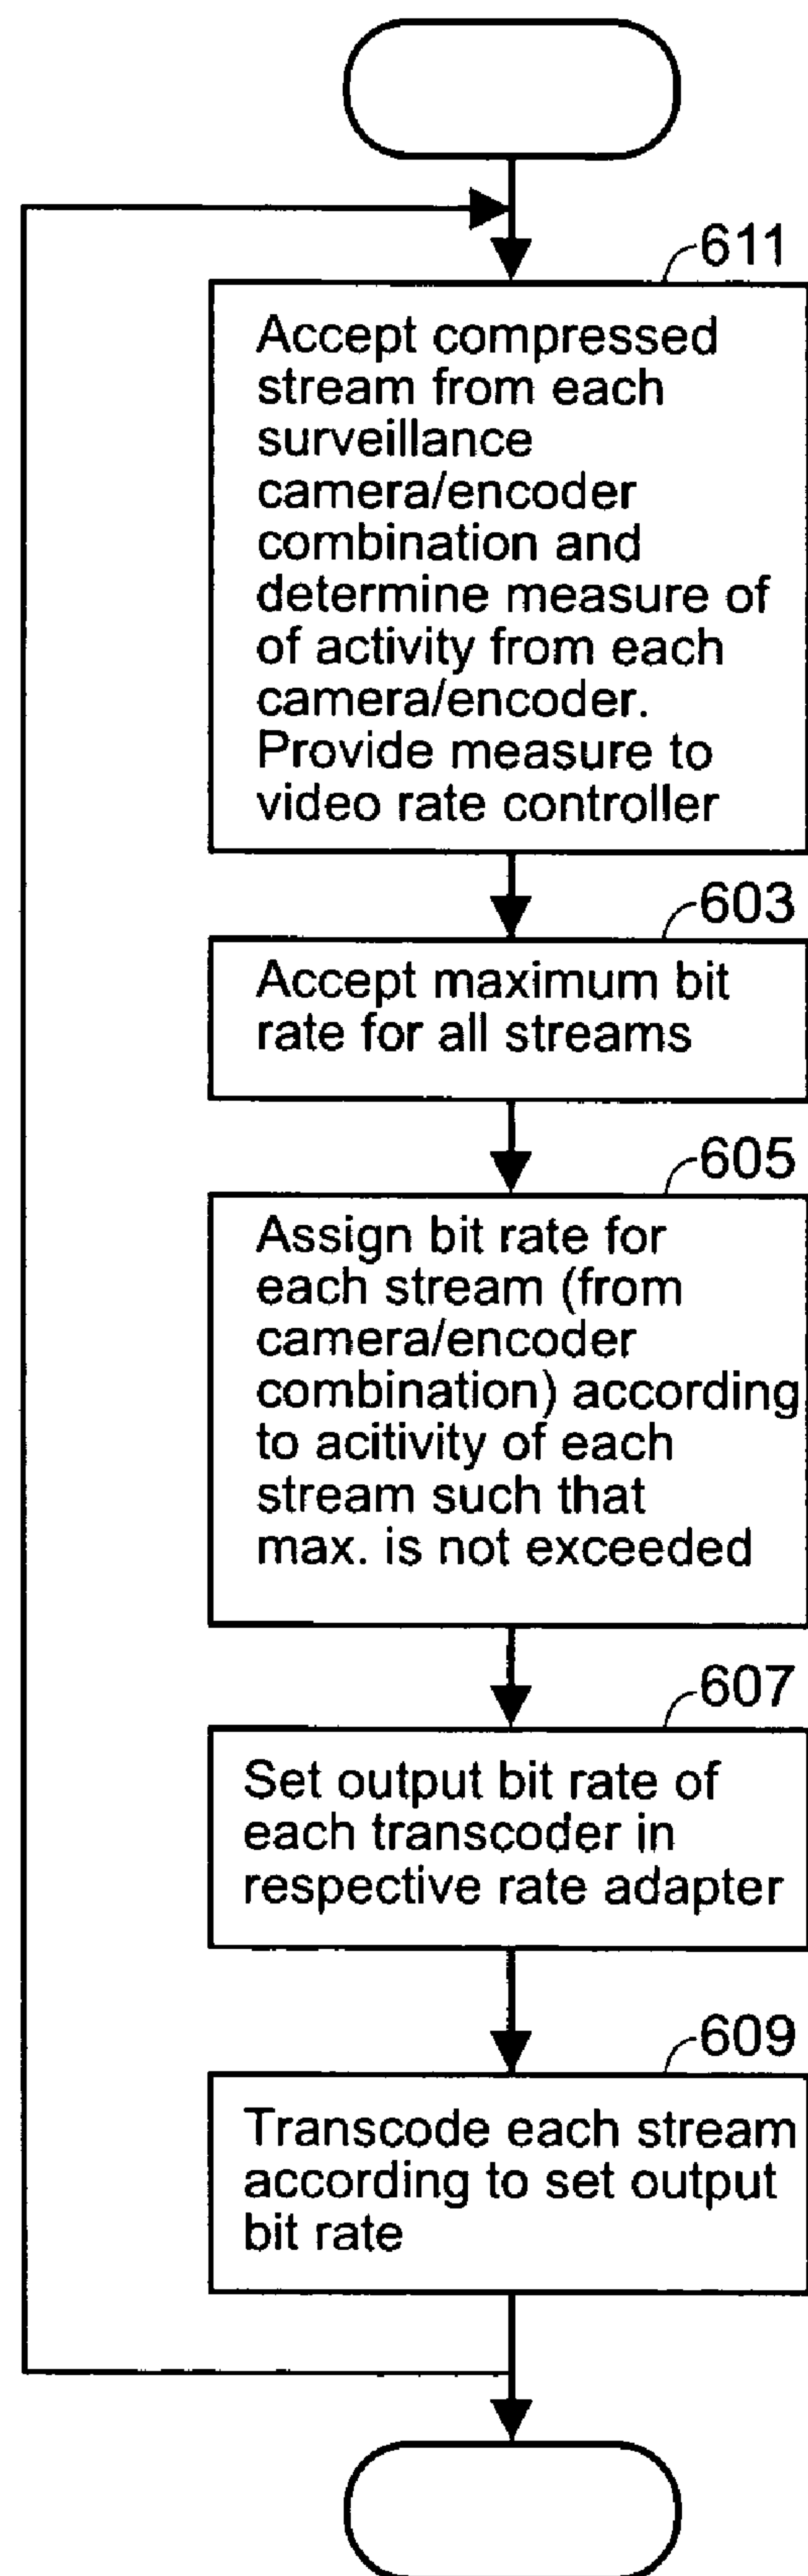 611
Accept compressed
stream from each
surveillance
camera/encoder
combination and
determine measure of
of activity from each
camera/encoder.
Provide measure to
video rate controller
603
Accept maximum bit
rate for all streams
605
Assign bit rate for
each stream (from
camera/encoder
combination) according
to acitivity of each
stream such that
max. is not exceeded
607
Set output bit rate of
each transcoder in
respective rate adapter
609
Transcode each stream
according to set output
bit rate